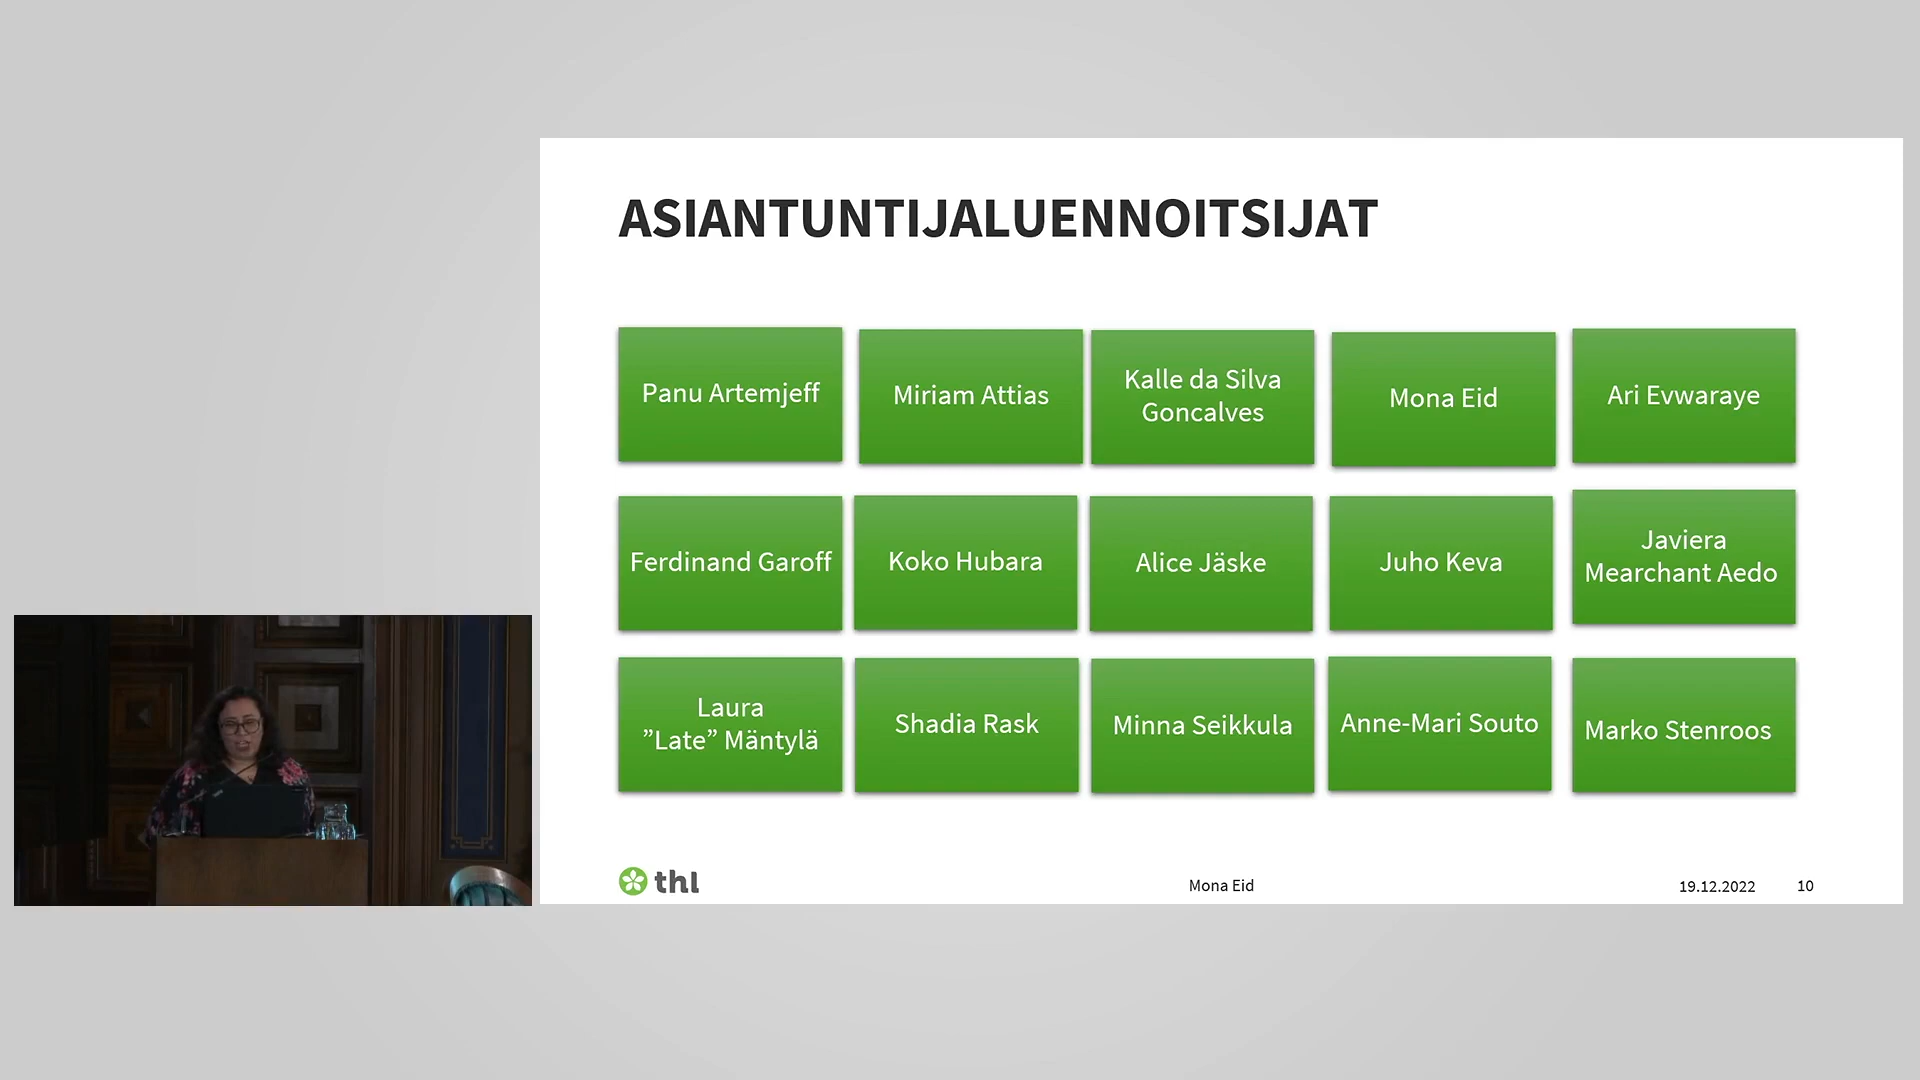 ASIANTUNTIJALUENNOITSIJAT
Panu Artemjeff
Miriam Attias
Kalle da Silva
Goncalves
Mona Eid
Ari Evwaraye
Ferdinand Garoff
Koko Hubara
Alice Jäske
Juho Keva
Javiera
Mearchant Aedo
Laura
”Late” Mäntylä
Shadia Rask
Minna Seikkula
Anne-Mari Souto
Marko Stenroos
thl
Mona Eid
19.12.2022
10